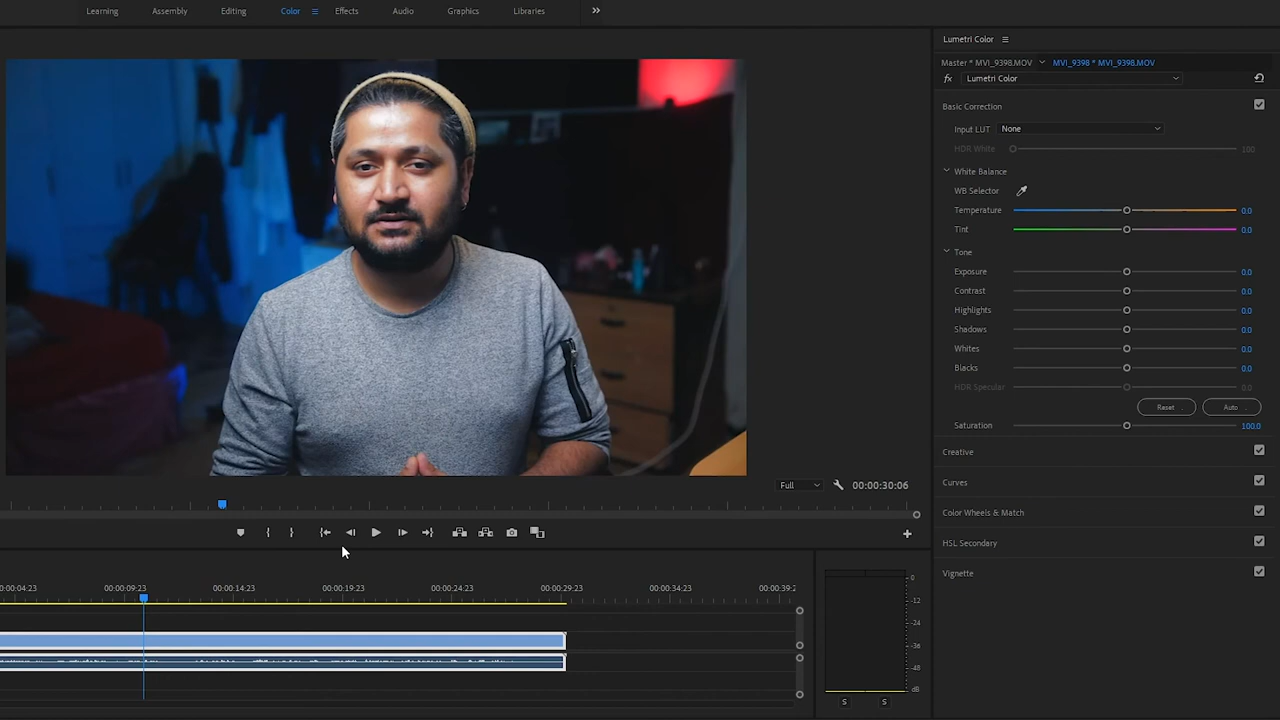 Learning Assembly Editing Color Effects Audio Graphics Libraries
Lumetri Color
Master * MVI_9398.MOV MVI_9398 * MVI_9398.MOV
fx Lumetri Color
Basic Correction
Input LUT None
HDR White 100
White Balance
WB Selector
Temperature 0.0
Tint 0.0
Tone
Exposure 0.0
Contrast 0.0
Highlights 0.0
Shadows 0.0
Whites 0.0
Blacks 0.0
HDR Specular 0.0
Reset Auto
Saturation 100.0
Creative
Curves
Color Wheels & Match
HSL Secondary
Vignette
Full 00:00:30:06
00:00:04:23 00:00:09:23 00:00:14:23 00:00:19:23 00:00:24:23 00:00:29:23 00:00:34:23 00:00:39:2
0
-12
-24
-36
-48
dB
S S